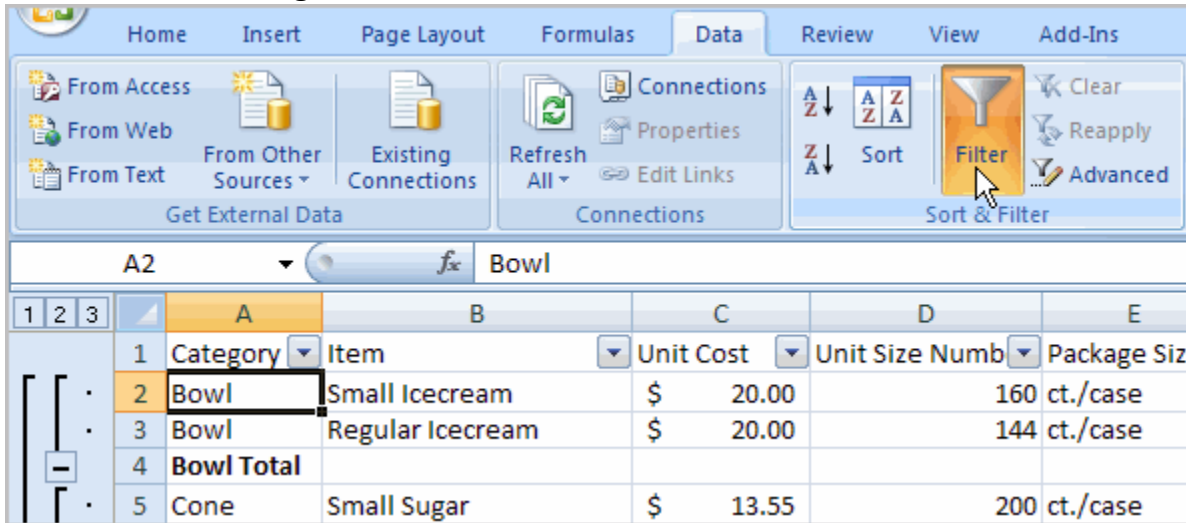 Home Insert Page Layout Formulas Data Review View Add-Ins
From Access
From Web
From Text
From Other Sources
Existing Connections
Get External Data
Refresh All
Connections
Properties
Edit Links
Connections
A Z
Z A
A Z
Z A
Sort
Filter
Clear
Reapply
Advanced
Sort & Filter
A2 fx Bowl
1 2 3 A B C D E
1 Category Item Unit Cost Unit Size Numb Package Siz
2 Bowl Small Icecream $ 20.00 160 ct./case
3 Bowl Regular Icecream $ 20.00 144 ct./case
4 Bowl Total
5 Cone Small Sugar $ 13.55 200 ct./case